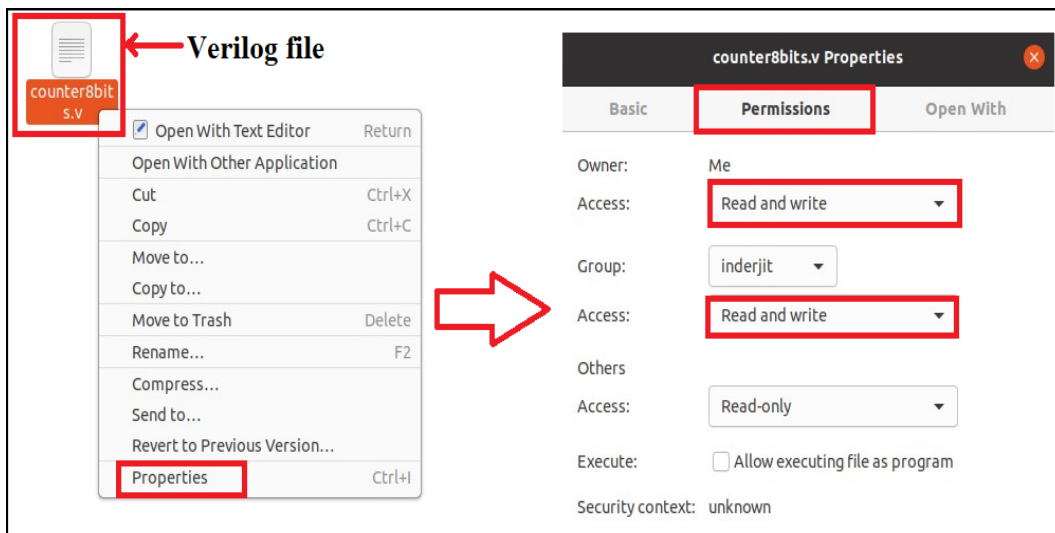 Verilog file
counter8bit
s.v
Open With Text Editor Return
Open With Other Application
Cut Ctrl+X
Copy Ctrl+C
Move to...
Copy to...
Move to Trash Delete
Rename... F2
Compress...
Send to...
Revert to Previous Version...
Properties Ctrl+I
counter8bits.v Properties
Basic Permissions Open With
Owner: Me
Access: Read and write
Group: inderjit
Access: Read and write
Others
Access: Read-only
Execute: Allow executing file as program
Security context: unknown